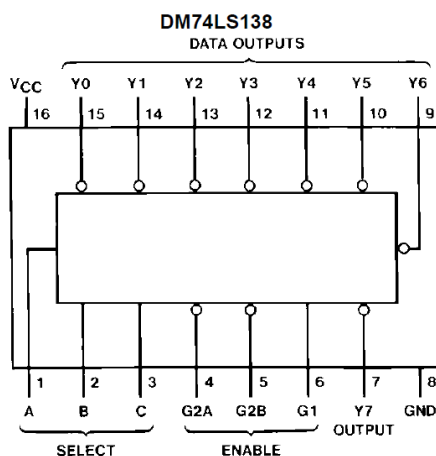 DM74LS138
DATA OUTPUTS
VCC Y0 Y1 Y2 Y3 Y4 Y5 Y6
16 15 14 13 12 11 10 9
1 2 3 4 5 6 7 8
A B C G2A G2B G1 Y7 GND
OUTPUT
SELECT ENABLE